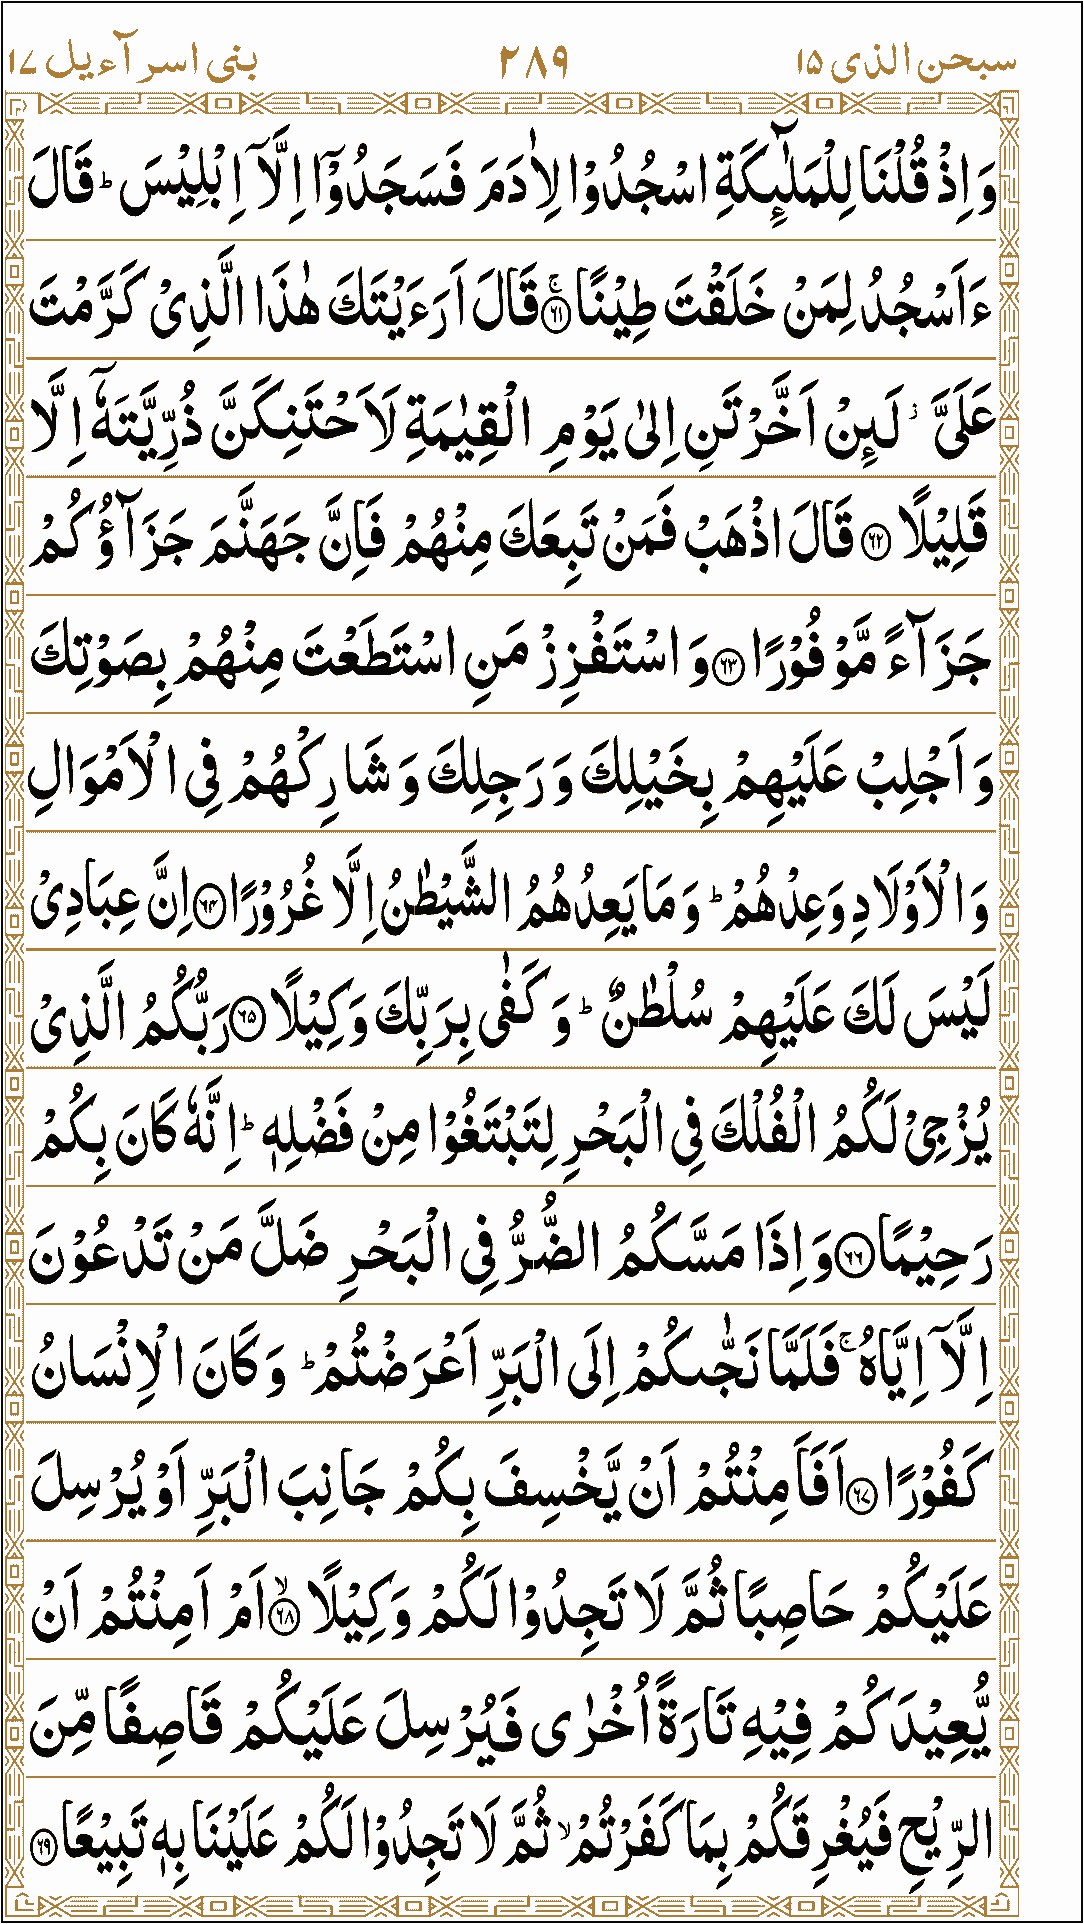 سبحن الذی ۱۵ ۲۸۹ بنی اسرآءیل ۱۷
وَ اِذْ قُلْنَا لِلْمَلٰٓىِٕكَةِ اسْجُدُوْا لِاٰدَمَ فَسَجَدُوْۤا اِلَّاۤ اِبْلِیْسَؕ قَالَ
ءَاَسْجُدُ لِمَنْ خَلَقْتَ طِیْنًاۚ۝۶۱ قَالَ اَرَءَیْتَكَ هٰذَا الَّذِیْ كَرَّمْتَ
عَلَیَّ٘ لَىِٕنْ اَخَّرْتَنِ اِلٰی یَوْمِ الْقِیٰمَةِ لَاَحْتَنِكَنَّ ذُرِّیَّتَهٗۤ اِلَّا
قَلِیْلًا۝۶۲ قَالَ اذْهَبْ فَمَنْ تَبِعَكَ مِنْهُمْ فَاِنَّ جَهَنَّمَ جَزَآؤُكُمْ
جَزَآءً مَّوْفُوْرًا۝۶۳ وَ اسْتَفْزِزْ مَنِ اسْتَطَعْتَ مِنْهُمْ بِصَوْتِكَ
وَ اَجْلِبْ عَلَیْهِمْ بِخَیْلِكَ وَ رَجِلِكَ وَ شَارِكْهُمْ فِی الْاَمْوَالِ
وَ الْاَوْلَادِ وَعِدْهُمْؕ وَ مَا یَعِدُهُمُ الشَّیْطٰنُ اِلَّا غُرُوْرًا۝۶۴ اِنَّ عِبَادِیْ
لَیْسَ لَكَ عَلَیْهِمْ سُلْطٰنٌؕ وَ كَفٰی بِرَبِّكَ وَكِیْلًا۝۶۵ رَبُّكُمُ الَّذِیْ
یُزْجِیْ لَكُمُ الْفُلْكَ فِی الْبَحْرِ لِتَبْتَغُوْا مِنْ فَضْلِهٖؕ اِنَّهٗ كَانَ بِكُمْ
رَحِیْمًا۝۶۶ وَ اِذَا مَسَّكُمُ الضُّرُّ فِی الْبَحْرِ ضَلَّ مَنْ تَدْعُوْنَ
اِلَّاۤ اِیَّاهُۚ فَلَمَّا نَجّٰىكُمْ اِلَی الْبَرِّ اَعْرَضْتُمْؕ وَ كَانَ الْاِنْسَانُ
كَفُوْرًا۝۶۷ اَفَاَمِنْتُمْ اَنْ یَّخْسِفَ بِكُمْ جَانِبَ الْبَرِّ اَوْ یُرْسِلَ
عَلَیْكُمْ حَاصِبًا ثُمَّ لَا تَجِدُوْا لَكُمْ وَكِیْلًاۙ۝۶۸ اَمْ اَمِنْتُمْ اَنْ
یُّعِیْدَكُمْ فِیْهِ تَارَةً اُخْرٰی فَیُرْسِلَ عَلَیْكُمْ قَاصِفًا مِّنَ
الرِّیْحِ فَیُغْرِقَكُمْ بِمَا كَفَرْتُمْۙ ثُمَّ لَا تَجِدُوْا لَكُمْ عَلَیْنَا بِهٖ تَبِیْعًا۝۶۹